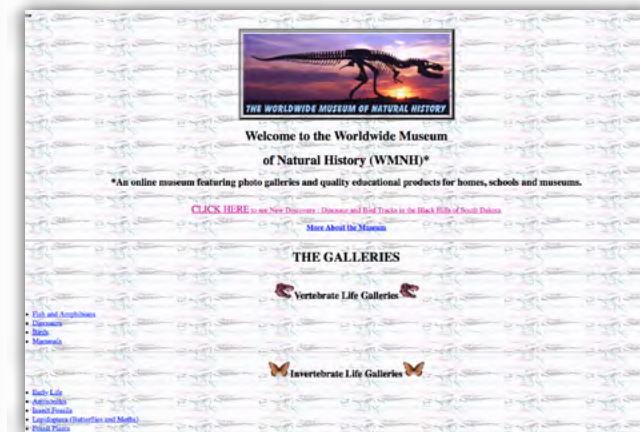 THE WORLDWIDE MUSEUM OF NATURAL HISTORY
Welcome to the Worldwide Museum
of Natural History (WMNH)*
*An online museum featuring photo galleries and quality educational products for homes, schools and museums.
CLICK HERE to see New Discovery : Dinosaur and Bird Tracks in the Black Hills of South Dakota
More About the Museum
THE GALLERIES
Vertebrate Life Galleries
Fish and Amphibians
Dinosaurs
Birds
Mammals
Invertebrate Life Galleries
Early Life
Ammonites
Insect Fossils
Lepidoptera (Butterflies and Moths)
Fossil Plants